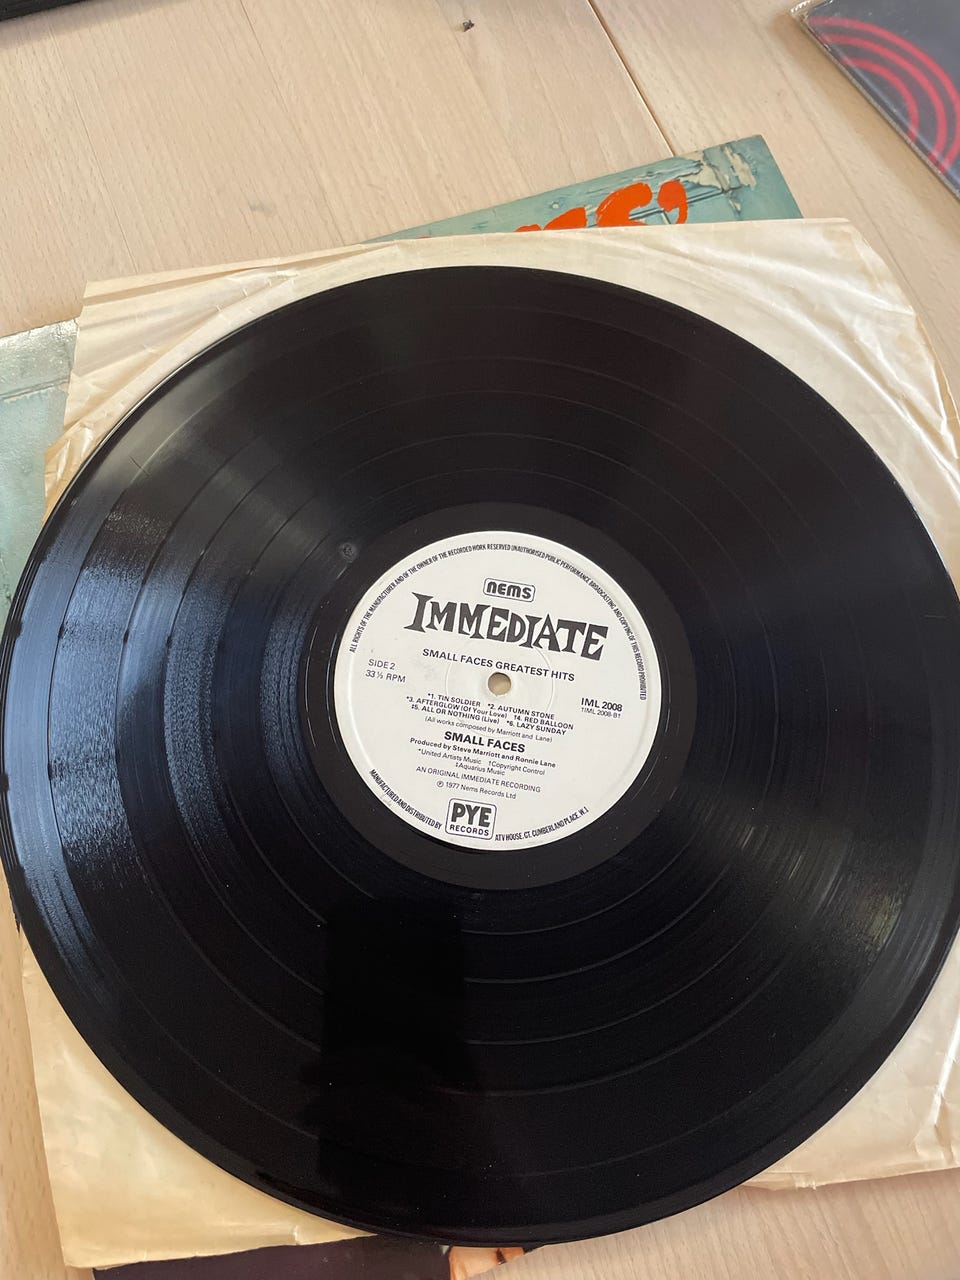 ALL RIGHTS OF THE MANUFACTURER AND OF THE OWNER OF THE RECORDED WORK RESERVED UNAUTHORISED PUBLIC PERFORMANCE BROADCASTING AND COPYING OF THIS RECORD PROHIBITED
nems
IMMEDIATE
SMALL FACES GREATEST HITS
SIDE 2
33 ⅓ RPM
IML 2008
†IML 2008-B†
*1. TIN SOLDIER *2. AUTUMN STONE
*3. AFTERGLOW (Of Your Love) †4. RED BALLOON
‡5. ALL OR NOTHING (Live) *6. LAZY SUNDAY
(All works composed by Marriott and Lane)
SMALL FACES
Produced by Steve Marriott and Ronnie Lane
*United Artists Music †Copyright Control
‡Aquarius Music
AN ORIGINAL IMMEDIATE RECORDING
℗ 1977 Nems Records Ltd
MANUFACTURED AND DISTRIBUTED BY
PYE
RECORDS
ATV HOUSE, GT. CUMBERLAND PLACE, W.1